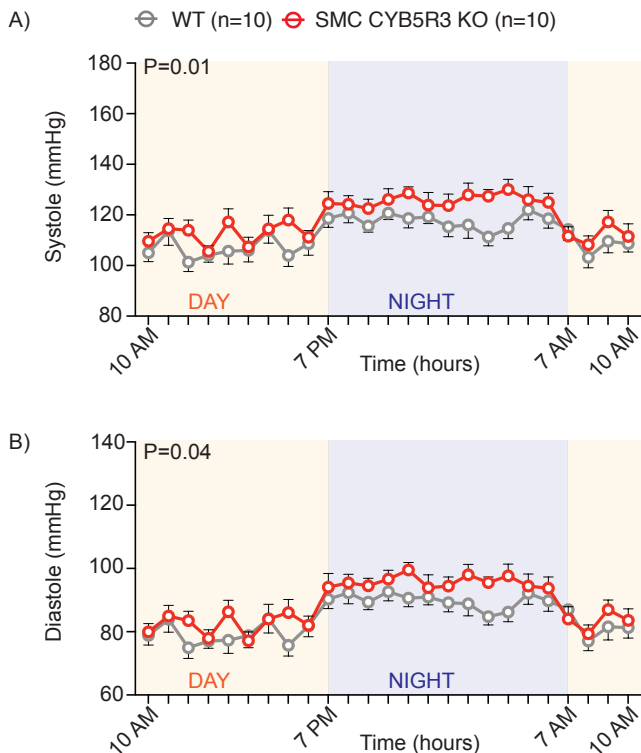 A) WT (n=10) SMC CYB5R3 KO (n=10)
P=0.01
Systole (mmHg)
180
160
140
120
100
80
DAY
NIGHT
10 AM
7 PM
7 AM
10 AM
Time (hours)
B)
P=0.04
Diastole (mmHg)
140
120
100
80
60
DAY
NIGHT
10 AM
7 PM
7 AM
10 AM
Time (hours)